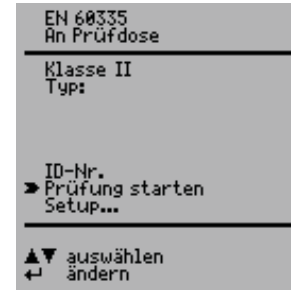 EN 60335
An Prüfdose
Klasse II
Typ:
ID-Nr.
Prüfung starten
Setup...
▲▼ auswählen
↵ ändern